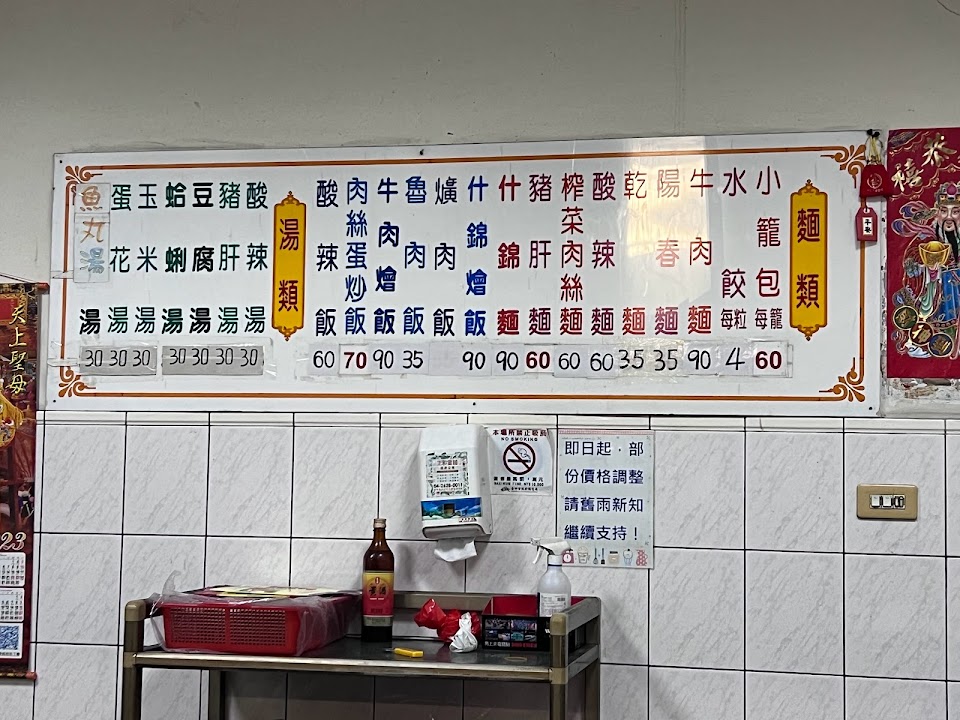 麵類
小籠包每籠 60
水餃每粒 4
牛肉麵 90
陽春麵 35
乾麵 35
酸辣麵 60
榨菜肉絲麵 60
豬肝麵 60
什錦麵 90
什錦燴飯 90
爌肉飯
魯肉飯 35
牛肉燴飯 90
肉絲蛋炒飯 70
酸辣飯 60
湯類
酸辣湯 30
豬肝湯 30
豆腐湯 30
蛤蜊湯 30
玉米湯 30
蛋花湯 30
魚丸湯 30
恭
禧
天上聖母
23
本場所禁止吸菸
NO SMOKING
即日起，部
份價格調整
請舊雨新知
繼續支持！